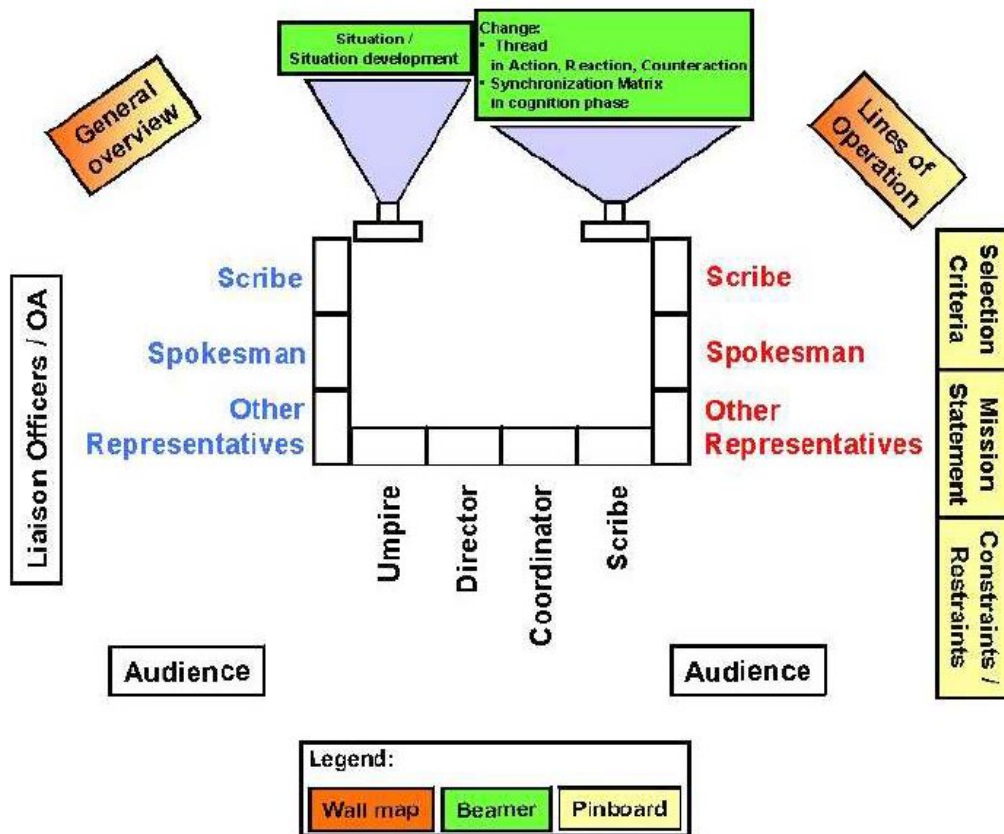 Situation /
Situation development
Change:
• Thread
in Action, Reaction, Counteraction
• Synchronization Matrix
in cognition phase
General
overview
Lines of
Operation
Liaison Officers / OA
Scribe
Spokesman
Other
Representatives
Scribe
Spokesman
Other
Representatives
Selection
Criteria
Mission
Statement
Constraints /
Rostraints
Umpire
Director
Coordinator
Scribe
Audience
Audience
Legend:
Wall map
Beamer
Pinboard